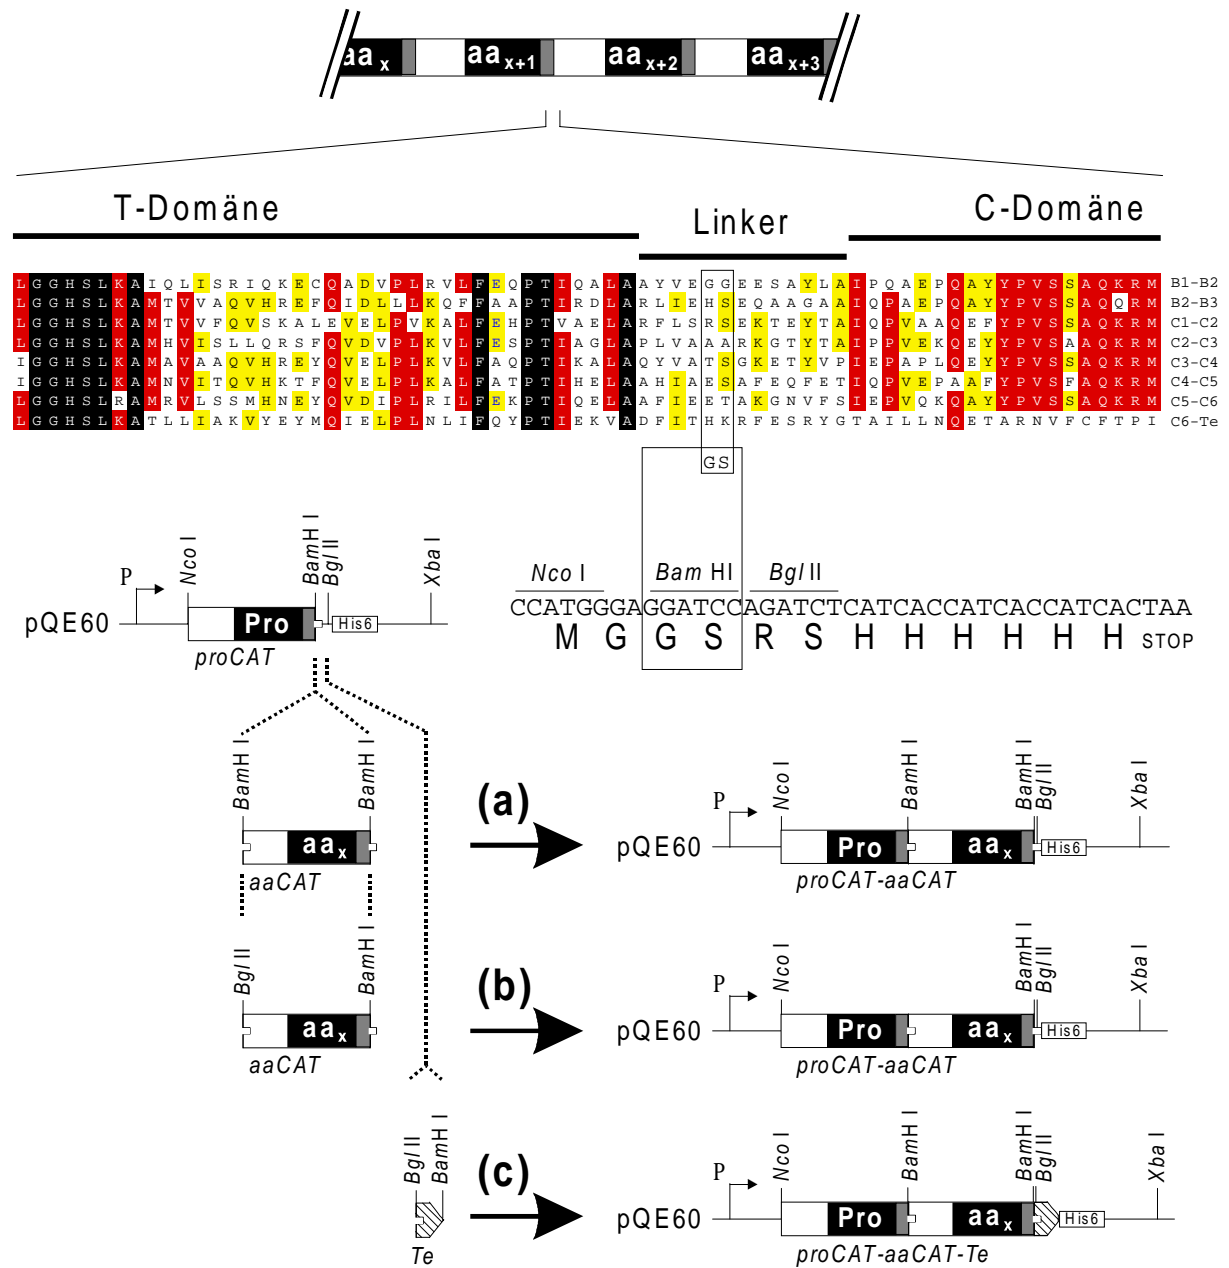 aa x aa x+1 aa x+2 aa x+3
T-Domäne Linker C-Domäne
LGGHSLKAIQLISRIQKECQADVPLRVLFEQPTIQALAAYVEGGEESAYLAIPQAEPQAYYPVSSAQKRM B1-B2
LGGHSLKAMTVVAQVHREFQIDLLLKQFFAAPTIRDLARLIEHSEQAAGAAIQPAEPQAYYPVSSAQQRM B2-B3
LGGHSLKAMTVVFQVSKALEVELPVKALFEHPTVAELARFLSRSEKTEYTAIQPVAAQEFYPVSSAQKRM C1-C2
LGGHSLKAMHVISLLQRSFQVDVPLKVLFESPTIAGLAPLVAAARKGTYTAIPPVEKQEYYPVSAAQKRM C2-C3
IGGHSLKAMAVAAQVHREYQVELPLKVLFAQPTIKALAQYVATSGKETYVPIEPAPLQEYYPVSSAQKRM C3-C4
IGGHSLKAMNVITQVHKTFQVELPLKALFATPTIHELAAHIAESAFEQFETIQPVEPAAFYPVSFAQKRM C4-C5
LGGHSLRAMRVLSSMHNEYQVDIPLRILFEKPTIQELAAFIEETAKGNVFSIEPVQKQAYYPVSSAQKRM C5-C6
LGGHSLKATLLIAKVYEYMQIELPLNLIFQYPTIEKVADFITHKRFESRYGTAILLNQETARNVFCFTPI C6-Te
GS
P Nco I BamH I Bgl II Xba I
pQE60 Pro His6
proCAT
Nco I Bam HI Bgl II
CCATGGGAGGATCCAGATCTCATCACCATCACCATCACTAA
M G G S R S H H H H H H STOP
BamH I BamH I
aa x
aaCAT
(a)
P Nco I BamH I BamH I Bgl II Xba I
pQE60 Pro aa x His6
proCAT-aaCAT
Bgl II BamH I
aa x
aaCAT
(b)
P Nco I BamH I BamH I Bgl II Xba I
pQE60 Pro aa x His6
proCAT-aaCAT
Bgl II BamH I
Te
(c)
P Nco I BamH I BamH I Bgl II Xba I
pQE60 Pro aa x His6
proCAT-aaCAT-Te